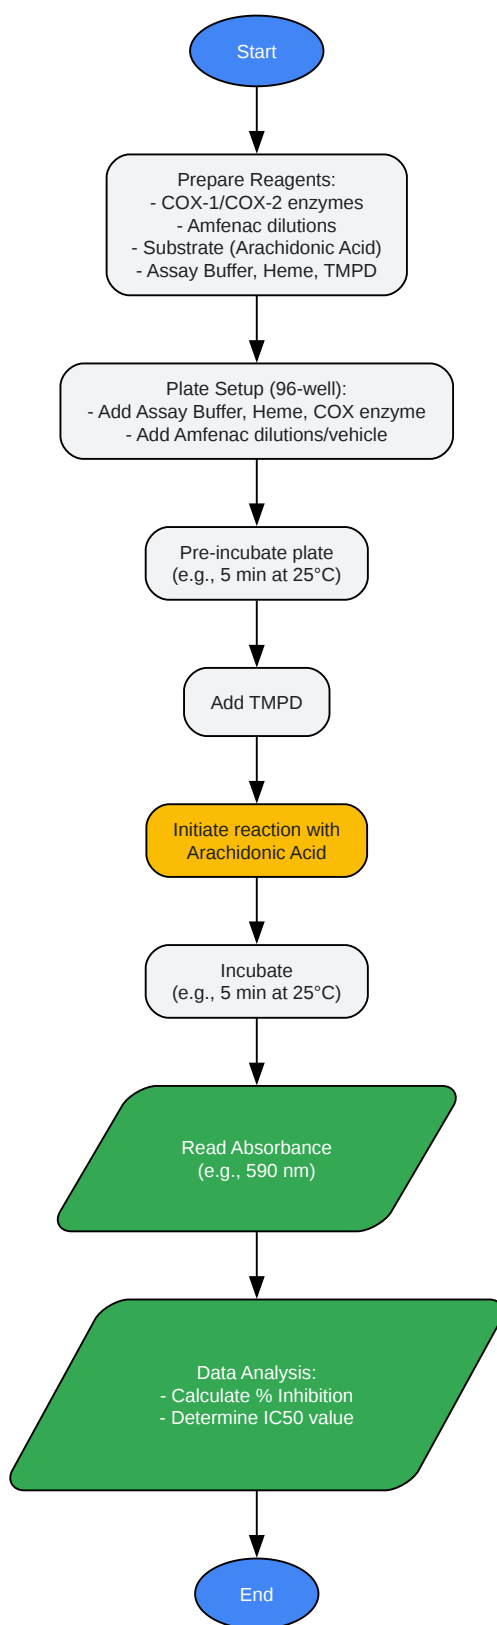 Start
Prepare Reagents:
- COX-1/COX-2 enzymes
- Amfenac dilutions
- Substrate (Arachidonic Acid)
- Assay Buffer, Heme, TMPD
Plate Setup (96-well):
- Add Assay Buffer, Heme, COX enzyme
- Add Amfenac dilutions/vehicle
Pre-incubate plate
(e.g., 5 min at 25°C)
Add TMPD
Initiate reaction with
Arachidonic Acid
Incubate
(e.g., 5 min at 25°C)
Read Absorbance
(e.g., 590 nm)
Data Analysis:
- Calculate % Inhibition
- Determine IC50 value
End